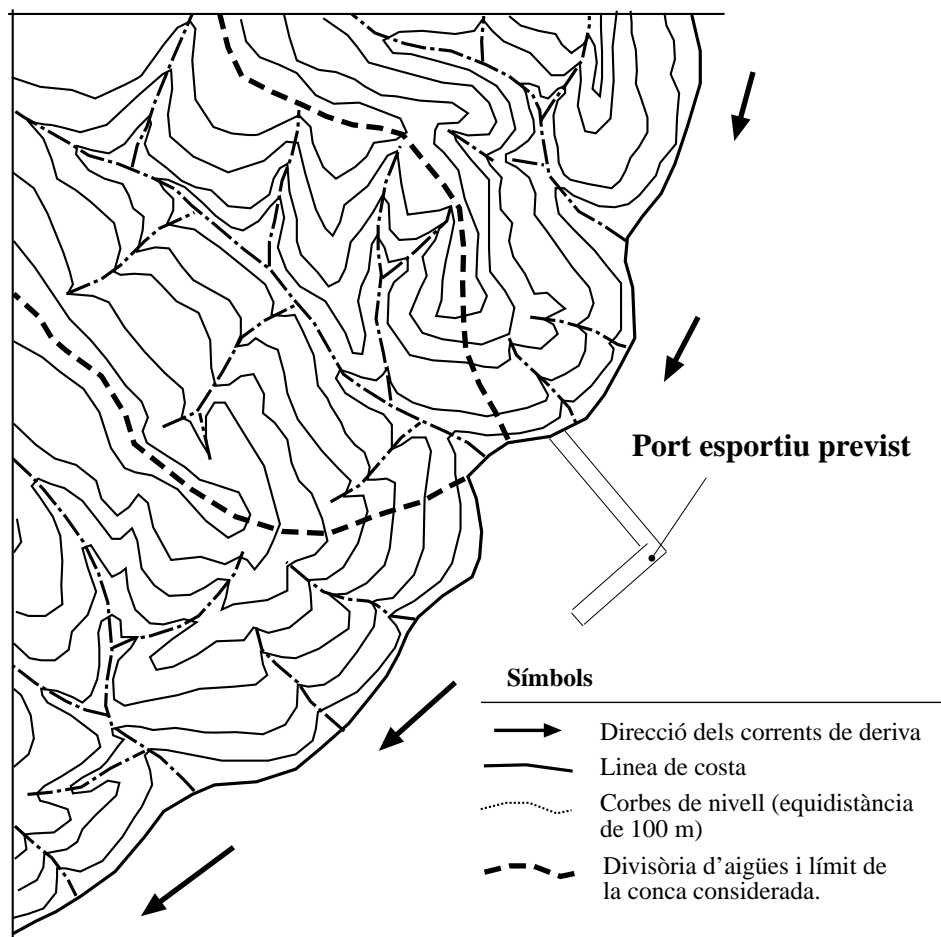 Port esportiu previst
Símbols
Direcció dels corrents de deriva
Linea de costa
Corbes de nivell (equidistància
de 100 m)
Divisòria d'aigües i límit de
la conca considerada.